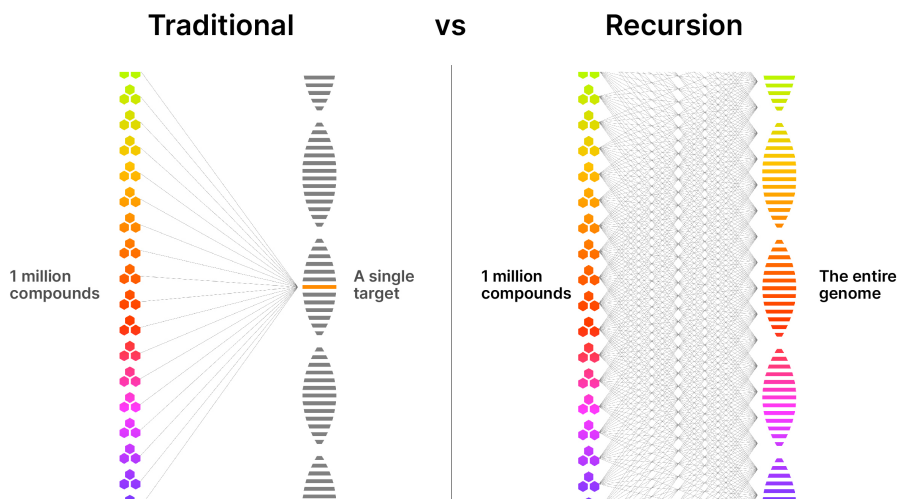 Traditional
vs
Recursion
1 million
compounds
A single
target
1 million
compounds
The entire
genome